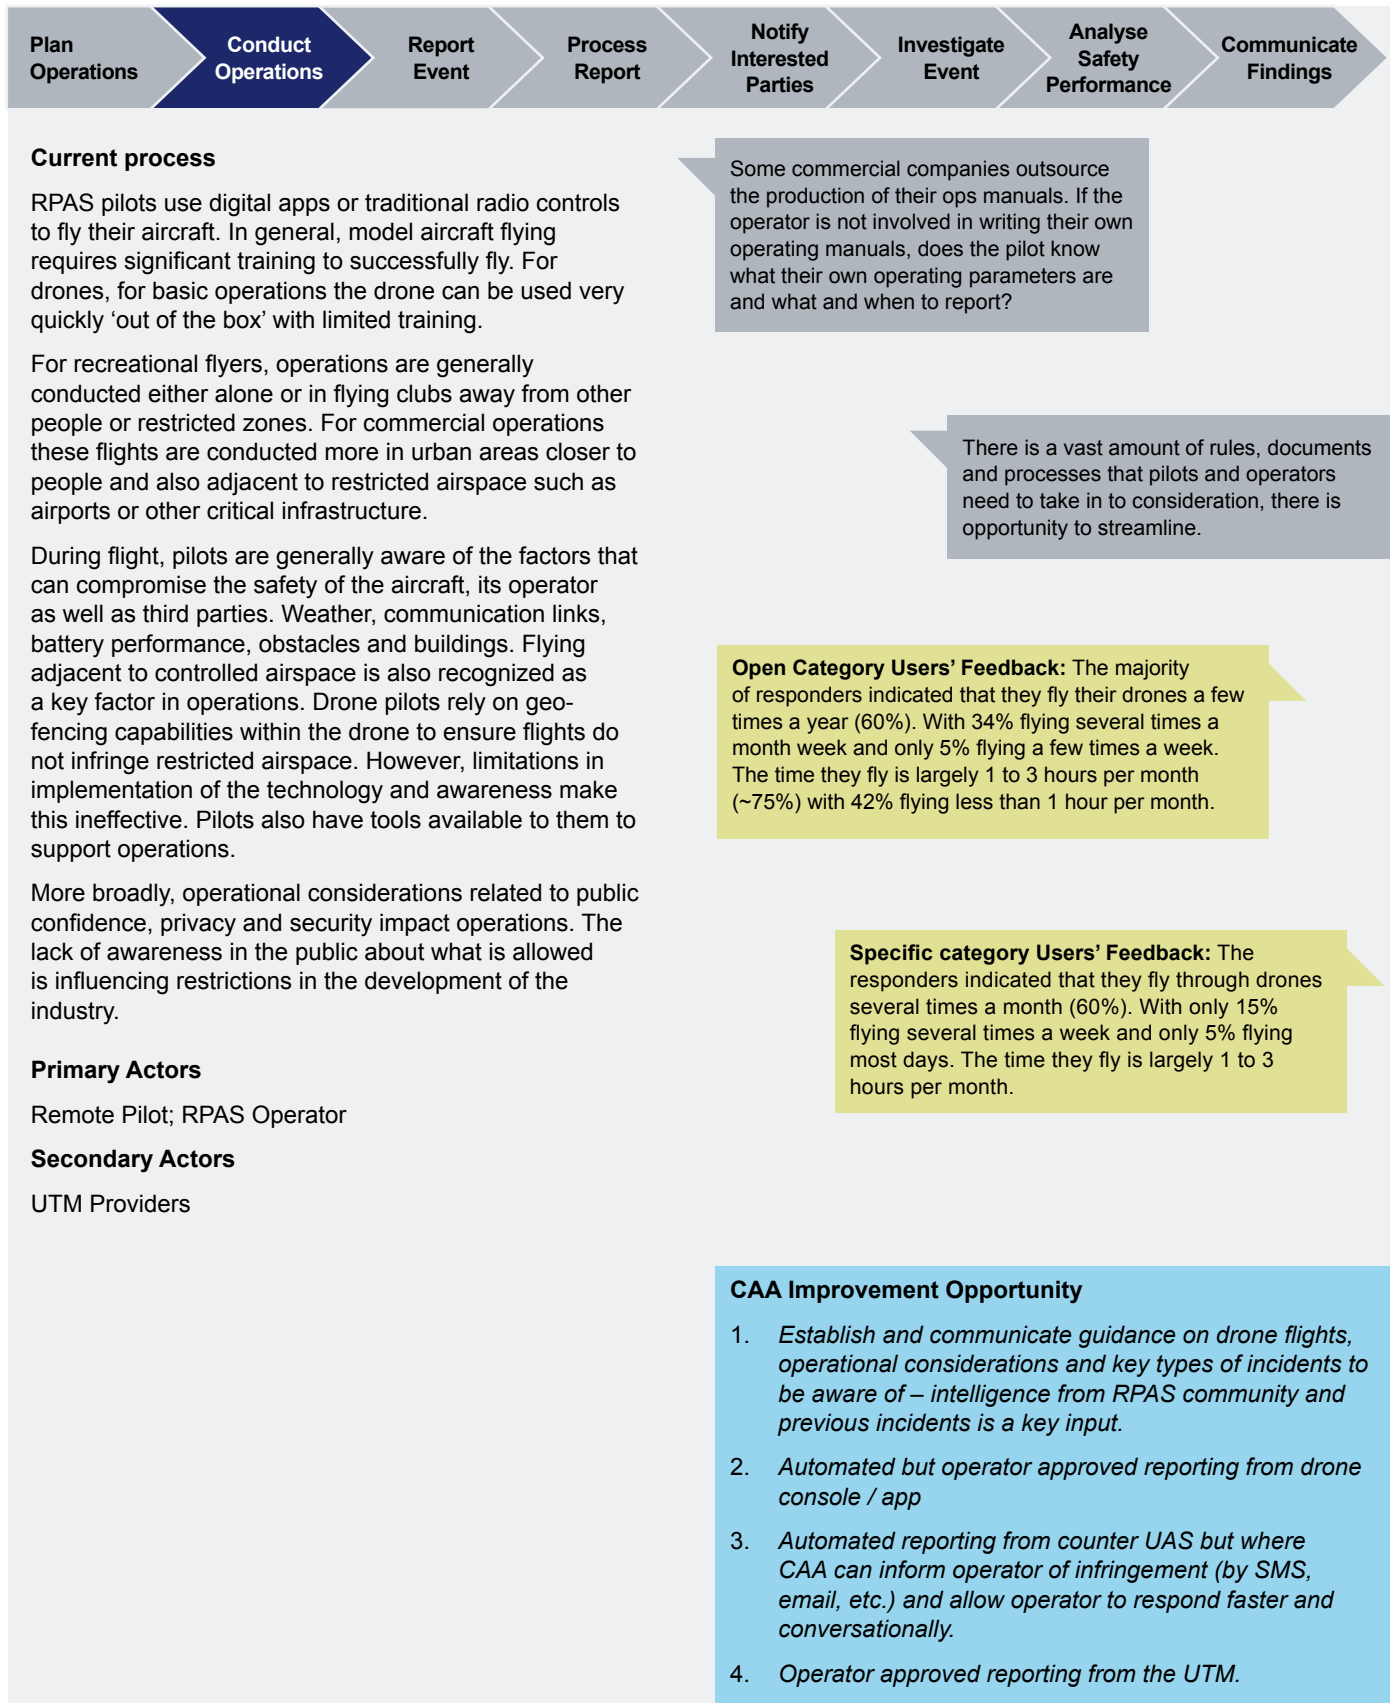 Plan
Operations
Conduct
Operations
Report
Event
Process
Report
Notify
Interested
Parties
Investigate
Event
Analyse
Safety
Performance
Communicate
Findings
Current process
RPAS pilots use digital apps or traditional radio controls
to fly their aircraft. In general, model aircraft flying
requires significant training to successfully fly. For
drones, for basic operations the drone can be used very
quickly ‘out of the box’ with limited training.
For recreational flyers, operations are generally
conducted either alone or in flying clubs away from other
people or restricted zones. For commercial operations
these flights are conducted more in urban areas closer to
people and also adjacent to restricted airspace such as
airports or other critical infrastructure.
During flight, pilots are generally aware of the factors that
can compromise the safety of the aircraft, its operator
as well as third parties. Weather, communication links,
battery performance, obstacles and buildings. Flying
adjacent to controlled airspace is also recognized as
a key factor in operations. Drone pilots rely on geo-
fencing capabilities within the drone to ensure flights do
not infringe restricted airspace. However, limitations in
implementation of the technology and awareness make
this ineffective. Pilots also have tools available to them to
support operations.
More broadly, operational considerations related to public
confidence, privacy and security impact operations. The
lack of awareness in the public about what is allowed
is influencing restrictions in the development of the
industry.
Primary Actors
Remote Pilot; RPAS Operator
Secondary Actors
UTM Providers
Some commercial companies outsource
the production of their ops manuals. If the
operator is not involved in writing their own
operating manuals, does the pilot know
what their own operating parameters are
and what and when to report?
There is a vast amount of rules, documents
and processes that pilots and operators
need to take in to consideration, there is
opportunity to streamline.
Open Category Users’ Feedback: The majority
of responders indicated that they fly their drones a few
times a year (60%). With 34% flying several times a
month week and only 5% flying a few times a week.
The time they fly is largely 1 to 3 hours per month
(~75%) with 42% flying less than 1 hour per month.
Specific category Users’ Feedback: The
responders indicated that they fly through drones
several times a month (60%). With only 15%
flying several times a week and only 5% flying
most days. The time they fly is largely 1 to 3
hours per month.
CAA Improvement Opportunity
1. Establish and communicate guidance on drone flights,
operational considerations and key types of incidents to
be aware of – intelligence from RPAS community and
previous incidents is a key input.
2. Automated but operator approved reporting from drone
console / app
3. Automated reporting from counter UAS but where
CAA can inform operator of infringement (by SMS,
email, etc.) and allow operator to respond faster and
conversationally.
4. Operator approved reporting from the UTM.